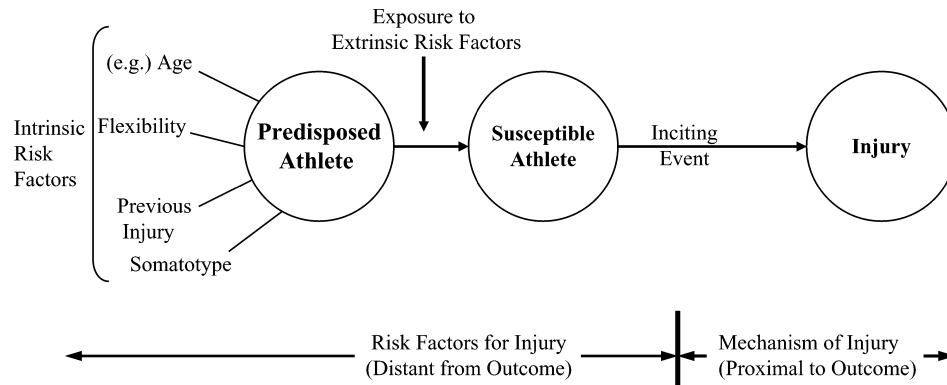 Exposure to
Extrinsic Risk Factors
(e.g.) Age
Flexibility
Intrinsic
Risk
Factors
Previous
Injury
Somatotype
Predisposed
Athlete
Susceptible
Athlete
Inciting
Event
Injury
Risk Factors for Injury
(Distant from Outcome)
Mechanism of Injury
(Proximal to Outcome)